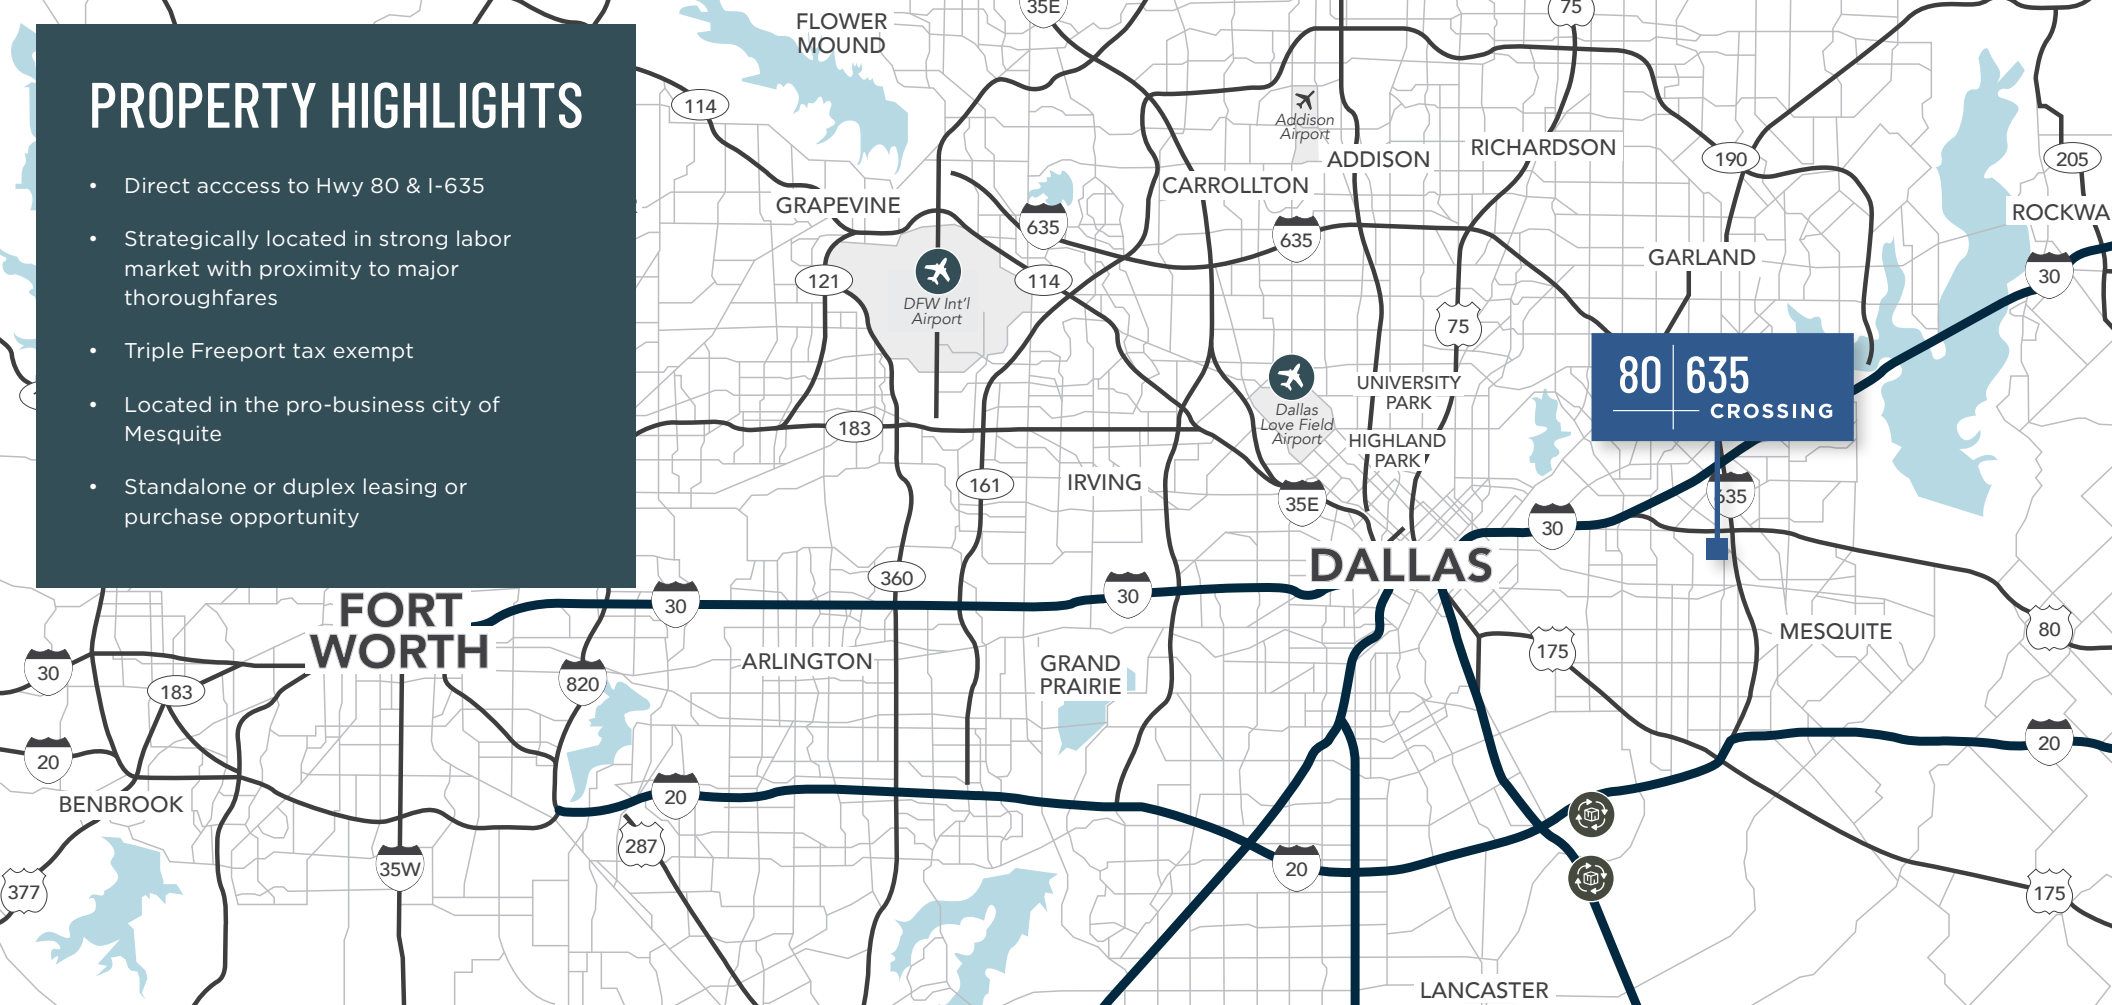 PROPERTY HIGHLIGHTS
• Direct acccess to Hwy 80 & I-635
• Strategically located in strong labor
market with proximity to major
thoroughfares
• Triple Freeport tax exempt
• Located in the pro-business city of
Mesquite
• Standalone or duplex leasing or
purchase opportunity
35E
75
FLOWER
MOUND
114
Addison
Airport
ADDISON
RICHARDSON
190
205
CARROLLTON
GRAPEVINE
ROCKWA
635
635
GARLAND
30
121
114
DFW Int'l
Airport
75
80 635
CROSSING
UNIVERSITY
PARK
Dallas
Love Field
Airport
HIGHLAND
PARK
183
161
IRVING
35E
635
30
DALLAS
360
30
30
FORT
WORTH
80
MESQUITE
175
ARLINGTON
GRAND
PRAIRIE
30
183
820
20
20
BENBROOK
20
287
35W
20
377
175
LANCASTER